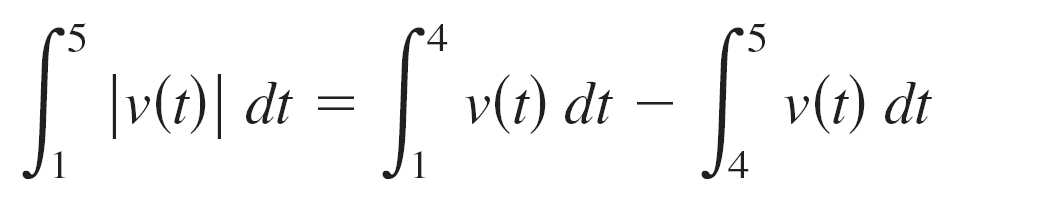 ∫₁⁵ |v(t)| dt = ∫₁⁴ v(t) dt − ∫₄⁵ v(t) dt